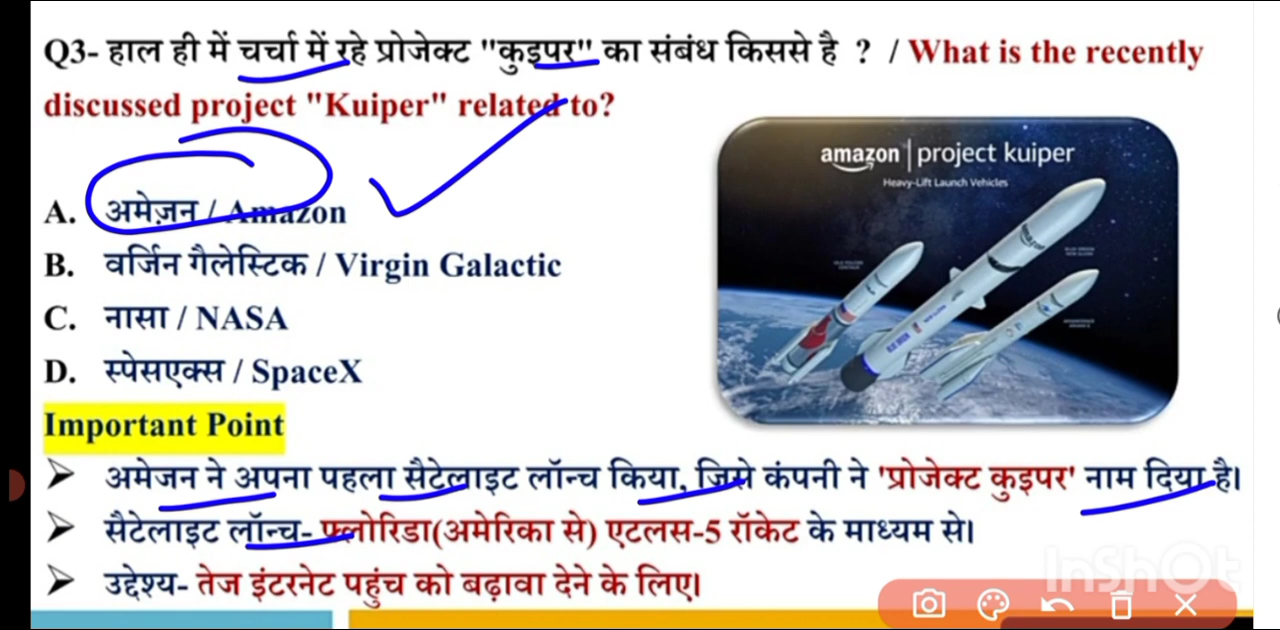 Q3- हाल ही में चर्चा में रहे प्रोजेक्ट "कुइपर" का संबंध किससे है ? / What is the recently
discussed project "Kuiper" related to?
amazon | project kuiper
Heavy-Lift Launch Vehicles
A. अमेज़न / Amazon
B. वर्जिन गैलेस्टिक / Virgin Galactic
C. नासा / NASA
D. स्पेसएक्स / SpaceX
Important Point
➤ अमेजन ने अपना पहला सैटेलाइट लॉन्च किया, जिसे कंपनी ने 'प्रोजेक्ट कुइपर' नाम दिया है।
➤ सैटेलाइट लॉन्च- फ्लोरिडा(अमेरिका से) एटलस-5 रॉकेट के माध्यम से।
➤ उद्देश्य- तेज इंटरनेट पहुंच को बढ़ावा देने के लिए।
InShOt